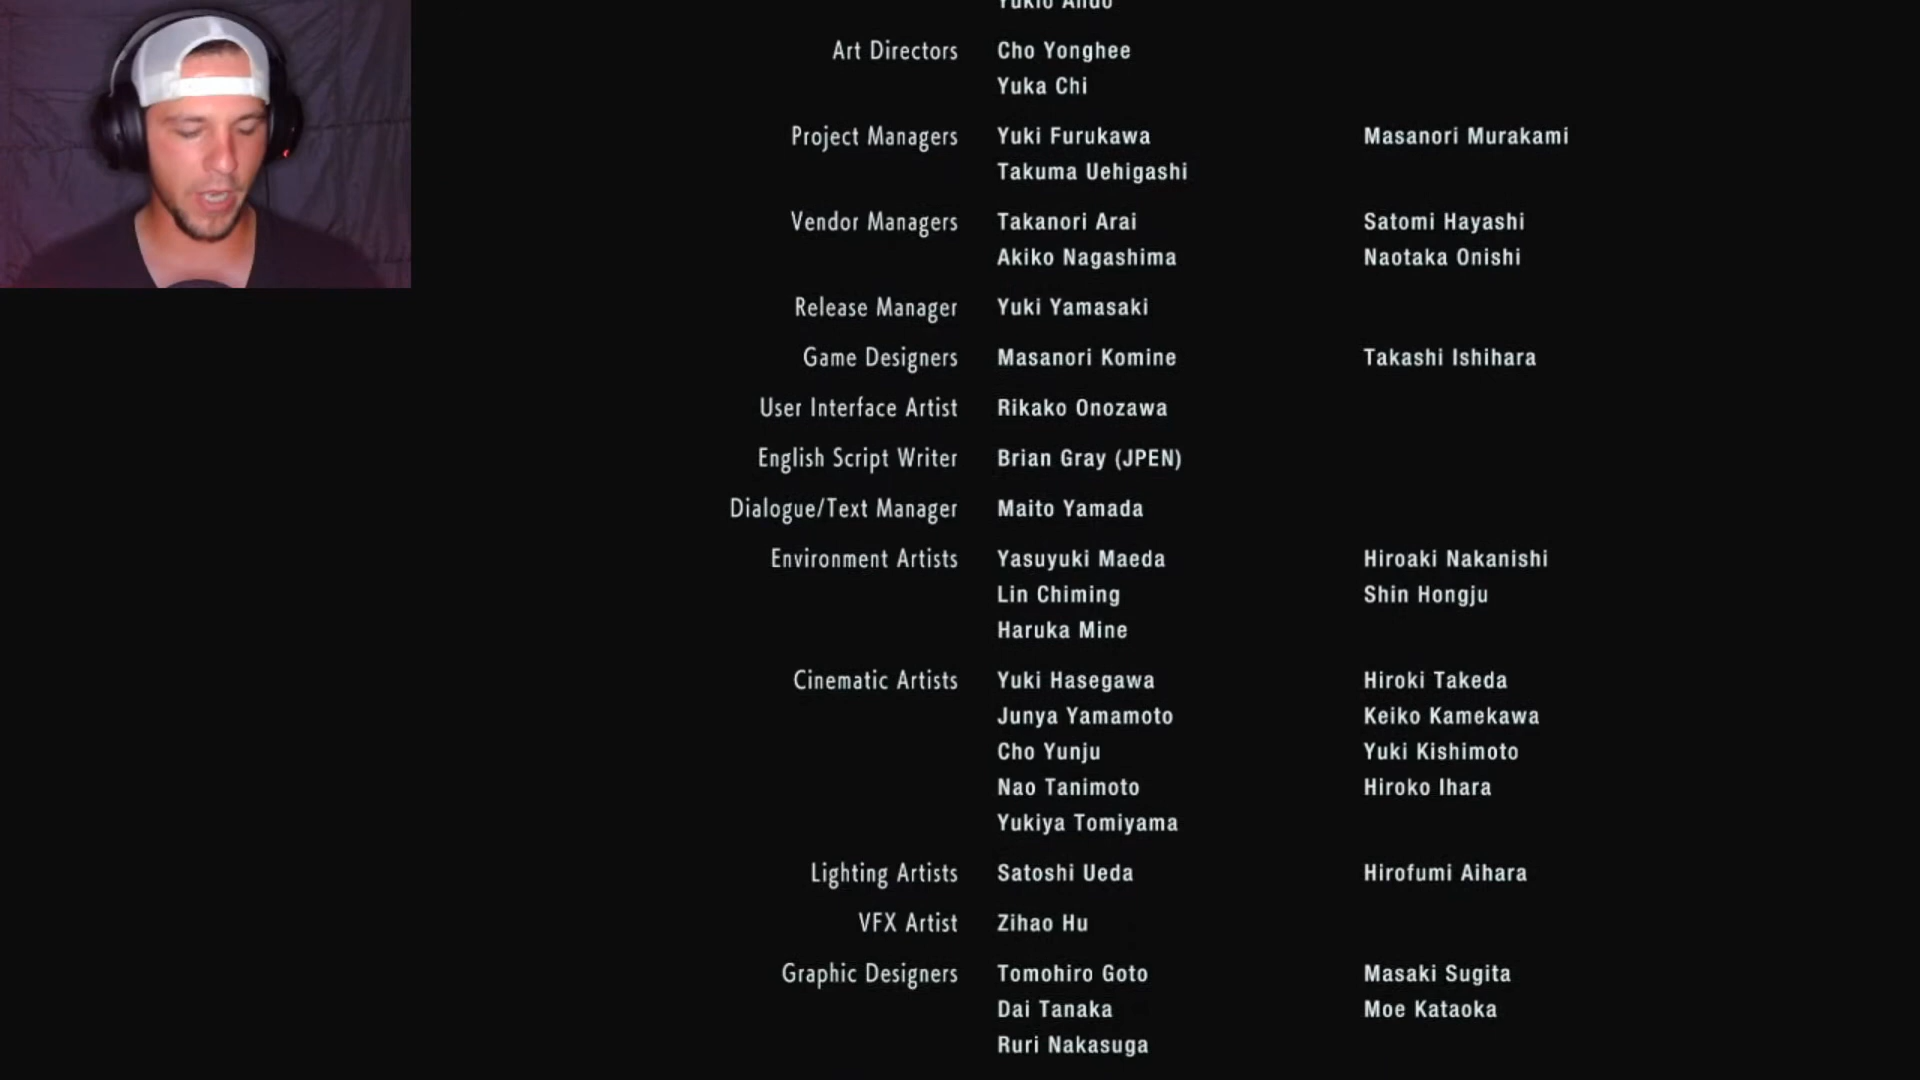 Yukio Ando
Art Directors Cho Yonghee
Yuka Chi
Project Managers Yuki Furukawa Masanori Murakami
Takuma Uehigashi
Vendor Managers Takanori Arai Satomi Hayashi
Akiko Nagashima Naotaka Onishi
Release Manager Yuki Yamasaki
Game Designers Masanori Komine Takashi Ishihara
User Interface Artist Rikako Onozawa
English Script Writer Brian Gray (JPEN)
Dialogue/Text Manager Maito Yamada
Environment Artists Yasuyuki Maeda Hiroaki Nakanishi
Lin Chiming Shin Hongju
Haruka Mine
Cinematic Artists Yuki Hasegawa Hiroki Takeda
Junya Yamamoto Keiko Kamekawa
Cho Yunju Yuki Kishimoto
Nao Tanimoto Hiroko Ihara
Yukiya Tomiyama
Lighting Artists Satoshi Ueda Hirofumi Aihara
VFX Artist Zihao Hu
Graphic Designers Tomohiro Goto Masaki Sugita
Dai Tanaka Moe Kataoka
Ruri Nakasuga